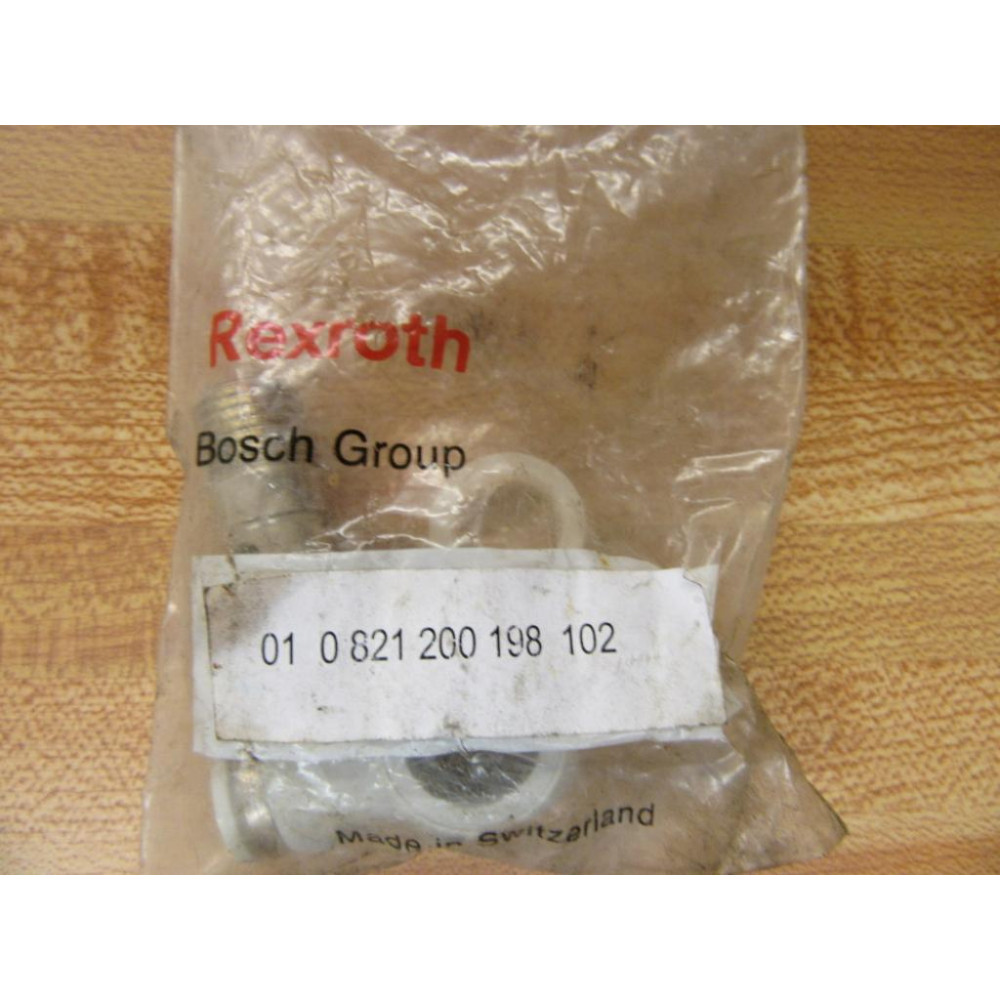 Rexroth
Bosch Group
01 0 821 200 198 102
Made in Switzerland